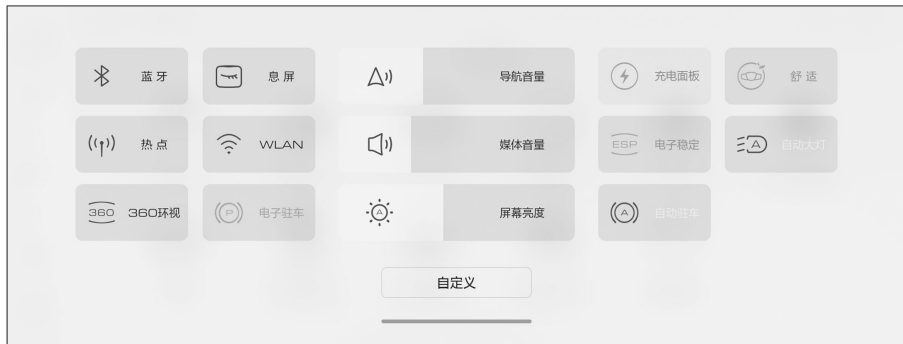 蓝牙
息屏
导航音量
充电面板
舒适
热点
WLAN
媒体音量
ESP 电子稳定
A 自动大灯
360 360环视
P 电子驻车
A 屏幕亮度
A 自动驻车
自定义